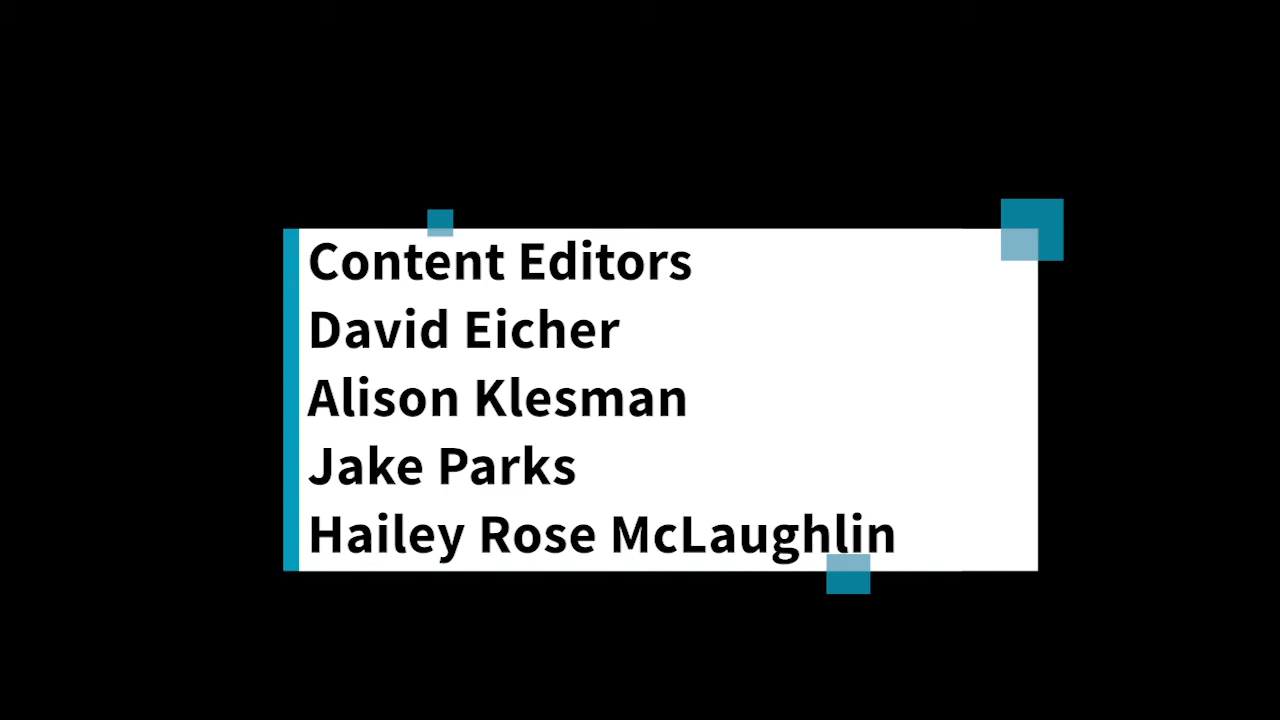 Content Editors
David Eicher
Alison Klesman
Jake Parks
Hailey Rose McLaughlin